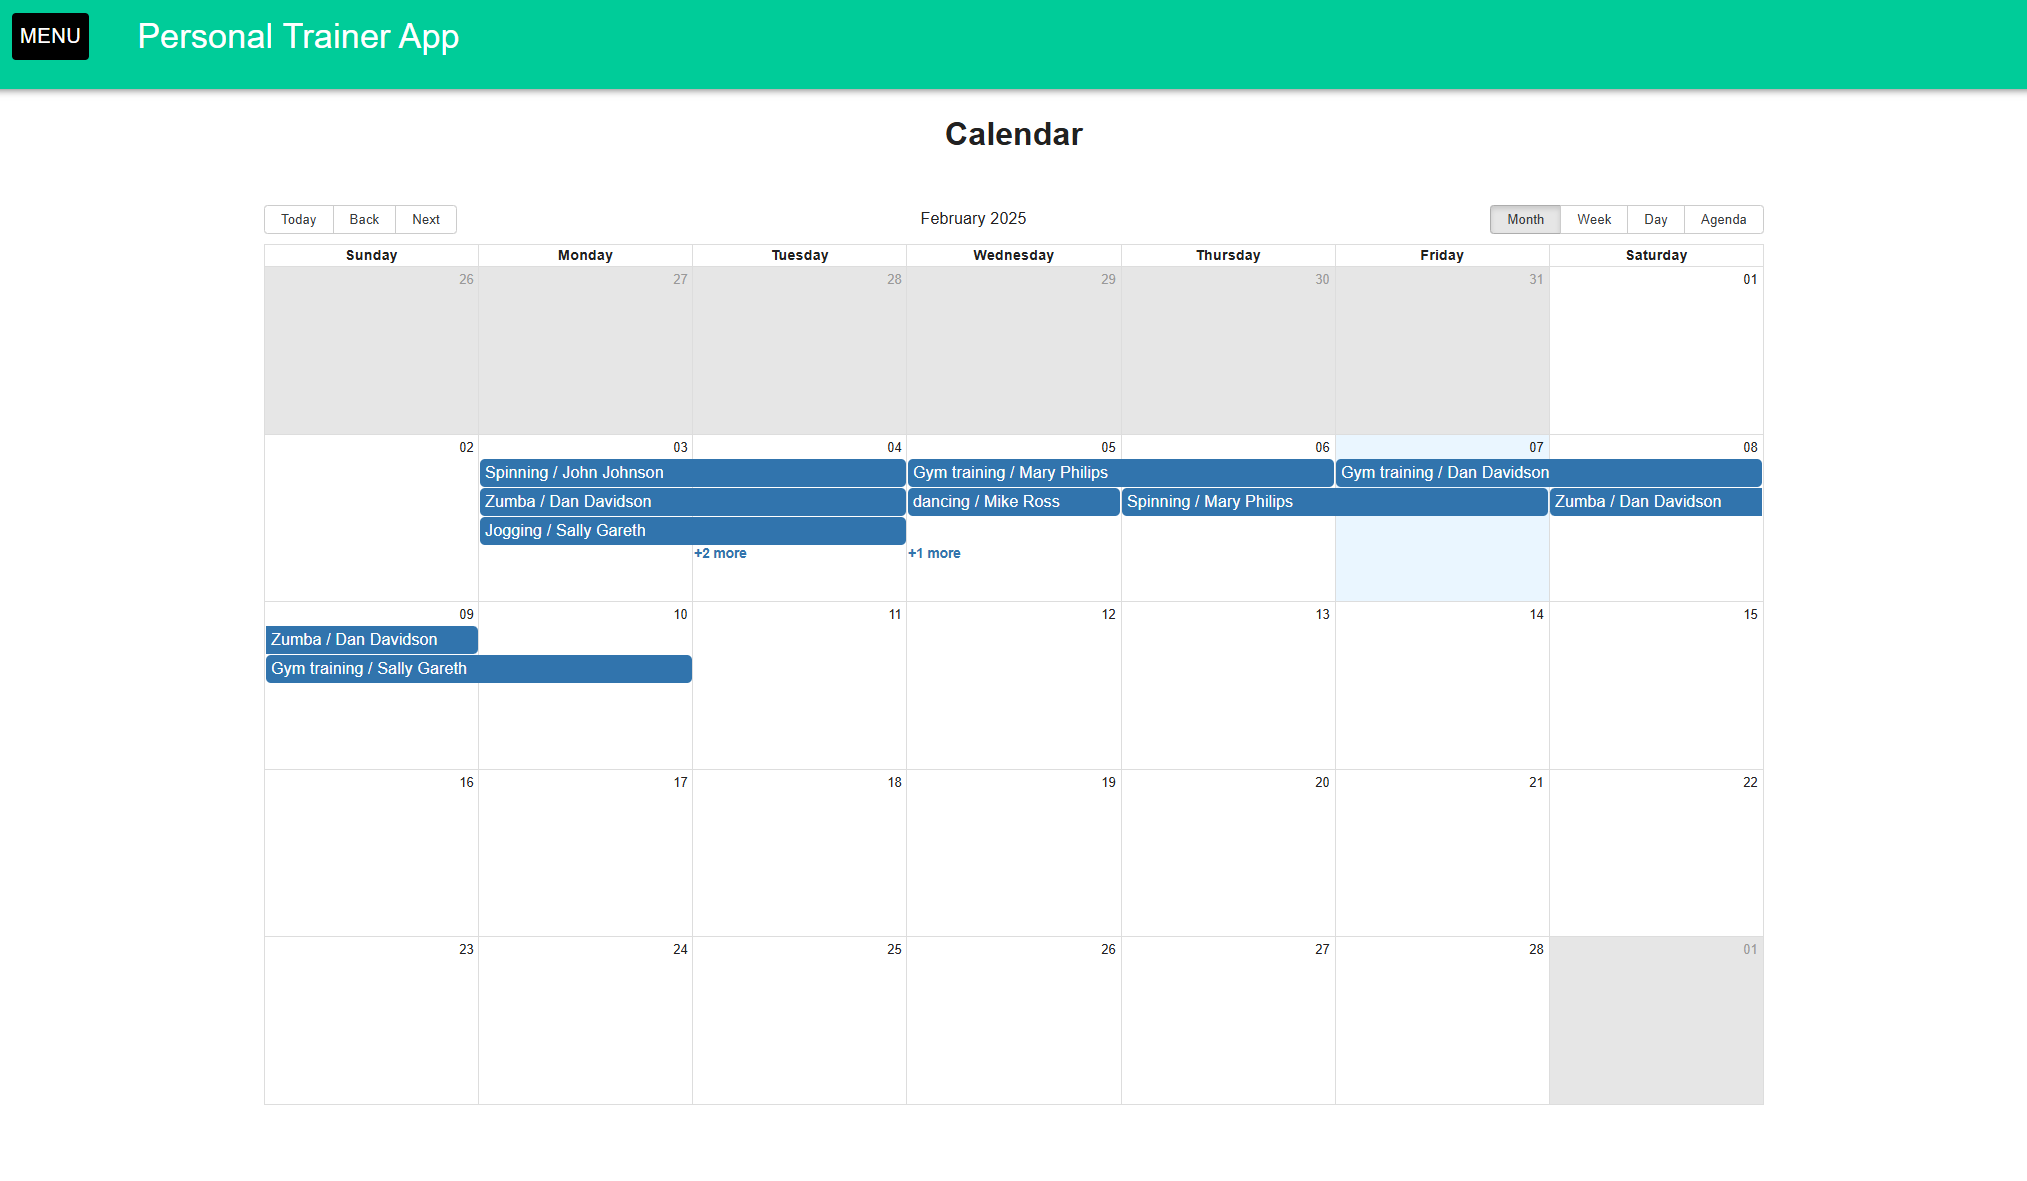 MENU Personal Trainer App
Calendar
Today Back Next February 2025 Month Week Day Agenda
Sunday Monday Tuesday Wednesday Thursday Friday Saturday
26 27 28 29 30 31 01
02 03 04 05 06 07 08
Spinning / John Johnson Gym training / Mary Philips Gym training / Dan Davidson
Zumba / Dan Davidson dancing / Mike Ross Spinning / Mary Philips Zumba / Dan Davidson
Jogging / Sally Gareth
+2 more +1 more
09 10 11 12 13 14 15
Zumba / Dan Davidson
Gym training / Sally Gareth
16 17 18 19 20 21 22
23 24 25 26 27 28 01